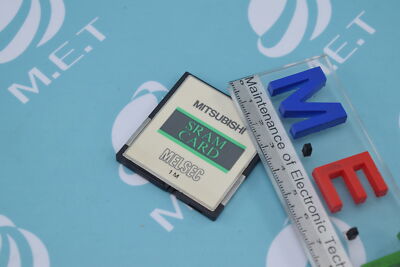 M.E.T
M.E.T
MITSUBISHI
SRAM
CARD
MELSEC
1M
M
E
Maintenance of Electronic Tech